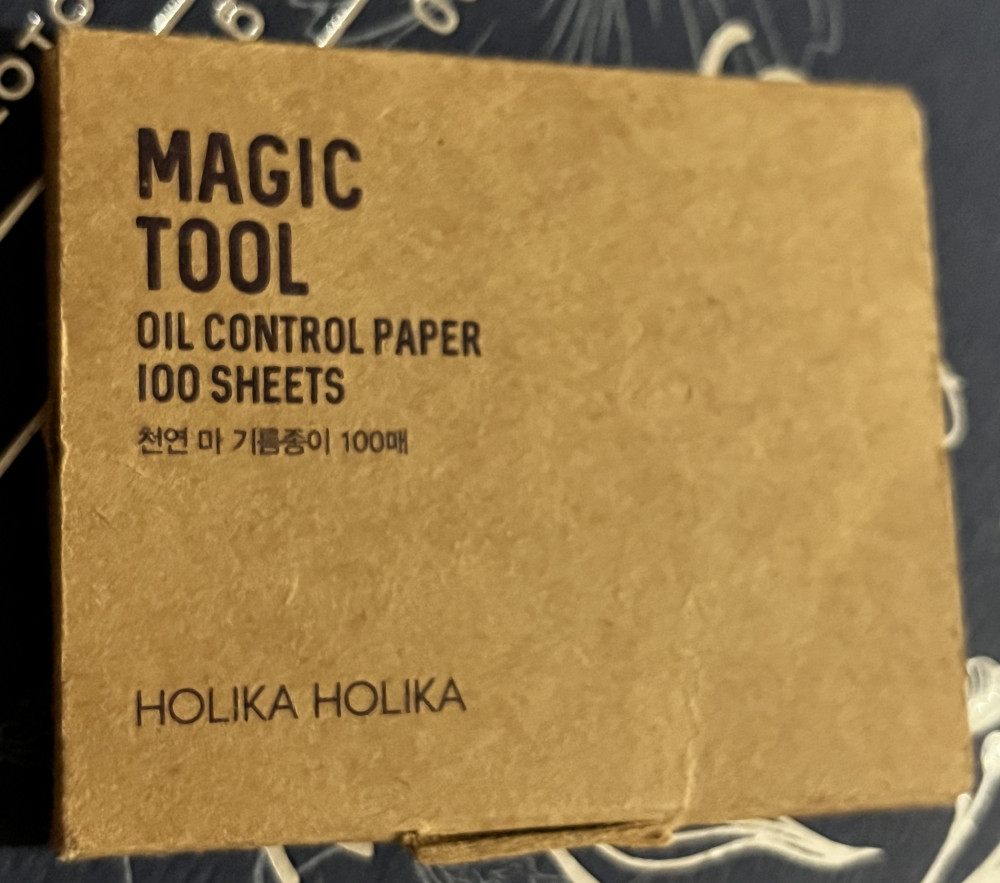 MAGIC
TOOL
OIL CONTROL PAPER
100 SHEETS
천연 마 기름종이 100매
HOLIKA HOLIKA